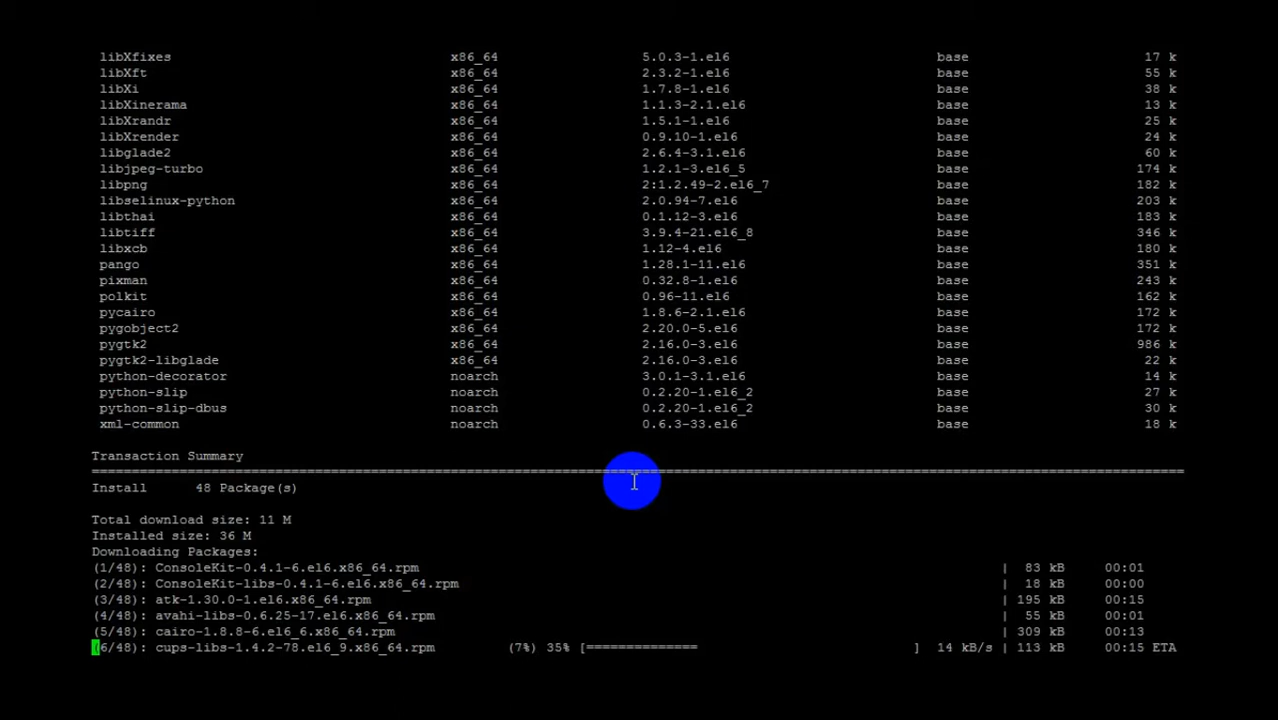 libXfixes x86_64 5.0.3-1.el6 base 17 k
libXft x86_64 2.3.2-1.el6 base 55 k
libXi x86_64 1.7.8-1.el6 base 38 k
libXinerama x86_64 1.1.3-2.1.el6 base 13 k
libXrandr x86_64 1.5.1-1.el6 base 25 k
libXrender x86_64 0.9.10-1.el6 base 24 k
libglade2 x86_64 2.6.4-3.1.el6 base 60 k
libjpeg-turbo x86_64 1.2.1-3.el6_5 base 174 k
libpng x86_64 2:1.2.49-2.el6_7 base 182 k
libselinux-python x86_64 2.0.94-7.el6 base 203 k
libthai x86_64 0.1.12-3.el6 base 183 k
libtiff x86_64 3.9.4-21.el6_8 base 346 k
libxcb x86_64 1.12-4.el6 base 180 k
pango x86_64 1.28.1-11.el6 base 351 k
pixman x86_64 0.32.8-1.el6 base 243 k
polkit x86_64 0.96-11.el6 base 162 k
pycairo x86_64 1.8.6-2.1.el6 base 172 k
pygobject2 x86_64 2.20.0-5.el6 base 172 k
pygtk2 x86_64 2.16.0-3.el6 base 986 k
pygtk2-libglade x86_64 2.16.0-3.el6 base 22 k
python-decorator noarch 3.0.1-3.1.el6 base 14 k
python-slip noarch 0.2.20-1.el6_2 base 27 k
python-slip-dbus noarch 0.2.20-1.el6_2 base 30 k
xml-common noarch 0.6.3-33.el6 base 18 k
Transaction Summary
Install 48 Package(s)
Total download size: 11 M
Installed size: 36 M
Downloading Packages:
(1/48): ConsoleKit-0.4.1-6.el6.x86_64.rpm | 83 kB 00:01
(2/48): ConsoleKit-libs-0.4.1-6.el6.x86_64.rpm | 18 kB 00:00
(3/48): atk-1.30.0-1.el6.x86_64.rpm | 195 kB 00:15
(4/48): avahi-libs-0.6.25-17.el6.x86_64.rpm | 55 kB 00:01
(5/48): cairo-1.8.8-6.el6_6.x86_64.rpm | 309 kB 00:13
(6/48): cups-libs-1.4.2-78.el6_9.x86_64.rpm (7%) 35% [============== ] 14 kB/s | 113 kB 00:15 ETA